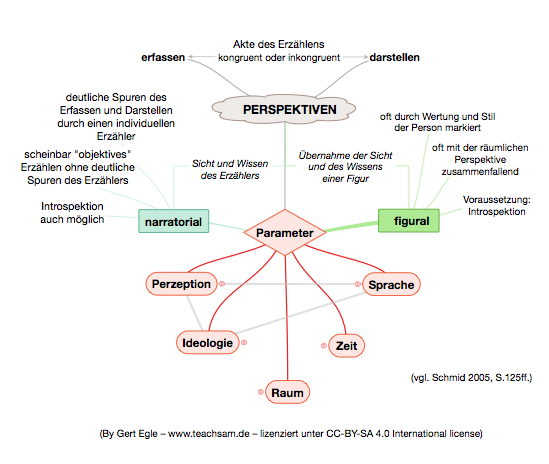 Akte des Erzählens
erfassen
kongruent oder inkongruent
darstellen
PERSPEKTIVEN
deutliche Spuren des
Erfassen und Darstellen
durch einen individuellen
Erzähler
scheinbar "objektives"
Erzählen ohne deutliche
Spuren des Erzählers
Introspektion
auch möglich
Sicht und Wissen
des Erzählers
Übernahme der Sicht
und des Wissens
einer Figur
oft durch Wertung und Stil
der Person markiert
oft mit der räumlichen
Perspektive
zusammenfallend
Voraussetzung:
Introspektion
narratorial
figural
Parameter
Perzeption
Sprache
Ideologie
Zeit
Raum
(vgl. Schmid 2005, S.125ff.)
(By Gert Egle – www.teachsam.de – lizenziert unter CC-BY-SA 4.0 International license)